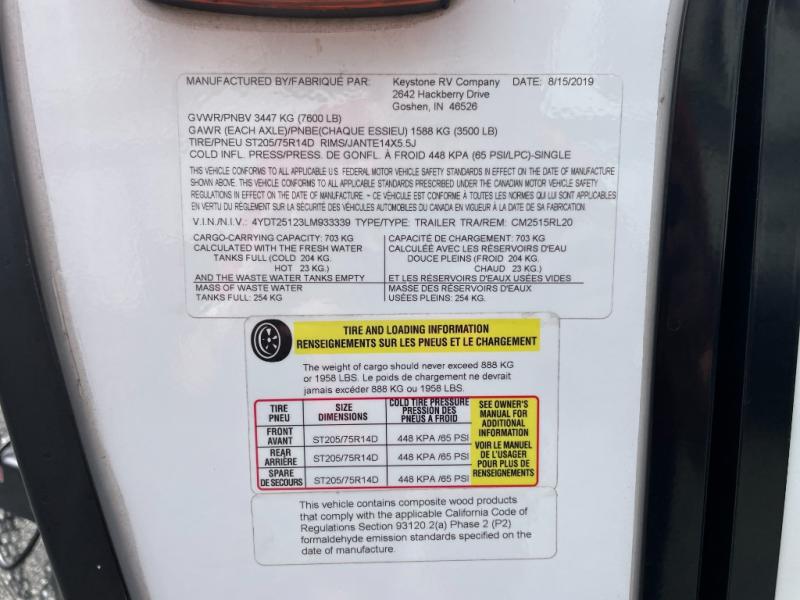 MANUFACTURED BY/FABRIQUÉ PAR: Keystone RV Company DATE: 8/15/2019
2642 Hackberry Drive
Goshen, IN 46526
GVWR/PNBV 3447 KG (7600 LB)
GAWR (EACH AXLE)/PNBE(CHAQUE ESSIEU) 1588 KG (3500 LB)
TIRE/PNEU ST205/75R14D RIMS/JANTE14X5.5J
COLD INFL. PRESS/PRESS. DE GONFL. À FROID 448 KPA (65 PSI/LPC)-SINGLE
THIS VEHICLE CONFORMS TO ALL APPLICABLE U.S. FEDERAL MOTOR VEHICLE SAFETY STANDARDS IN EFFECT ON THE DATE OF MANUFACTURE
SHOWN ABOVE. THIS VEHICLE CONFORMS TO ALL APPLICABLE STANDARDS PRESCRIBED UNDER THE CANADIAN MOTOR VEHICLE SAFETY
REGULATIONS IN EFFECT ON THE DATE OF MANUFACTURE - CE VÉHICULE EST CONFORME À TOUTES LES NORMES QUI LUI SONT APPLICABLES
EN VERTU DU RÈGLEMENT SUR LA SÉCURITÉ DES VÉHICULES AUTOMOBILES DU CANADA EN VIGUEUR À LA DATE DE SA FABRICATION.
V.I.N./N.I.V.: 4YDT25123LM933339 TYPE/TYPE: TRAILER TRA/REM: CM2515RL20
CARGO-CARRYING CAPACITY: 703 KG
CALCULATED WITH THE FRESH WATER
TANKS FULL (COLD 204 KG.
HOT 23 KG.)
AND THE WASTE WATER TANKS EMPTY
MASS OF WASTE WATER
TANKS FULL: 254 KG
CAPACITÉ DE CHARGEMENT: 703 KG
CALCULÉE AVEC LES RÉSERVOIRS D'EAU
DOUCE PLEINS (FROID 204 KG.
CHAUD 23 KG.)
ET LES RÉSERVOIRS D'EAUX USÉES VIDES
MASSE DES RÉSERVOIRS D'EAUX
USÉES PLEINS: 254 KG.
TIRE AND LOADING INFORMATION
RENSEIGNEMENTS SUR LES PNEUS ET LE CHARGEMENT
The weight of cargo should never exceed 888 KG
or 1958 LBS. Le poids de chargement ne devrait
jamais excéder 888 KG ou 1958 LBS.
TIRE
PNEU
SIZE
DIMENSIONS
COLD TIRE PRESSURE
PRESSION DES
PNEUS A FROID
FRONT
AVANT
ST205/75R14D 448 KPA /65 PSI
REAR
ARRIÈRE
ST205/75R14D 448 KPA /65 PSI
SPARE
DE SECOURS
ST205/75R14D 448 KPA /65 PSI
SEE OWNER'S
MANUAL FOR
ADDITIONAL
INFORMATION
VOIR LE MANUEL
DE L'USAGER
POUR PLUS DE
RENSEIGNEMENTS
This vehicle contains composite wood products
that comply with the applicable California Code of
Regulations Section 93120.2(a) Phase 2 (P2)
formaldehyde emission standards specified on the
date of manufacture.